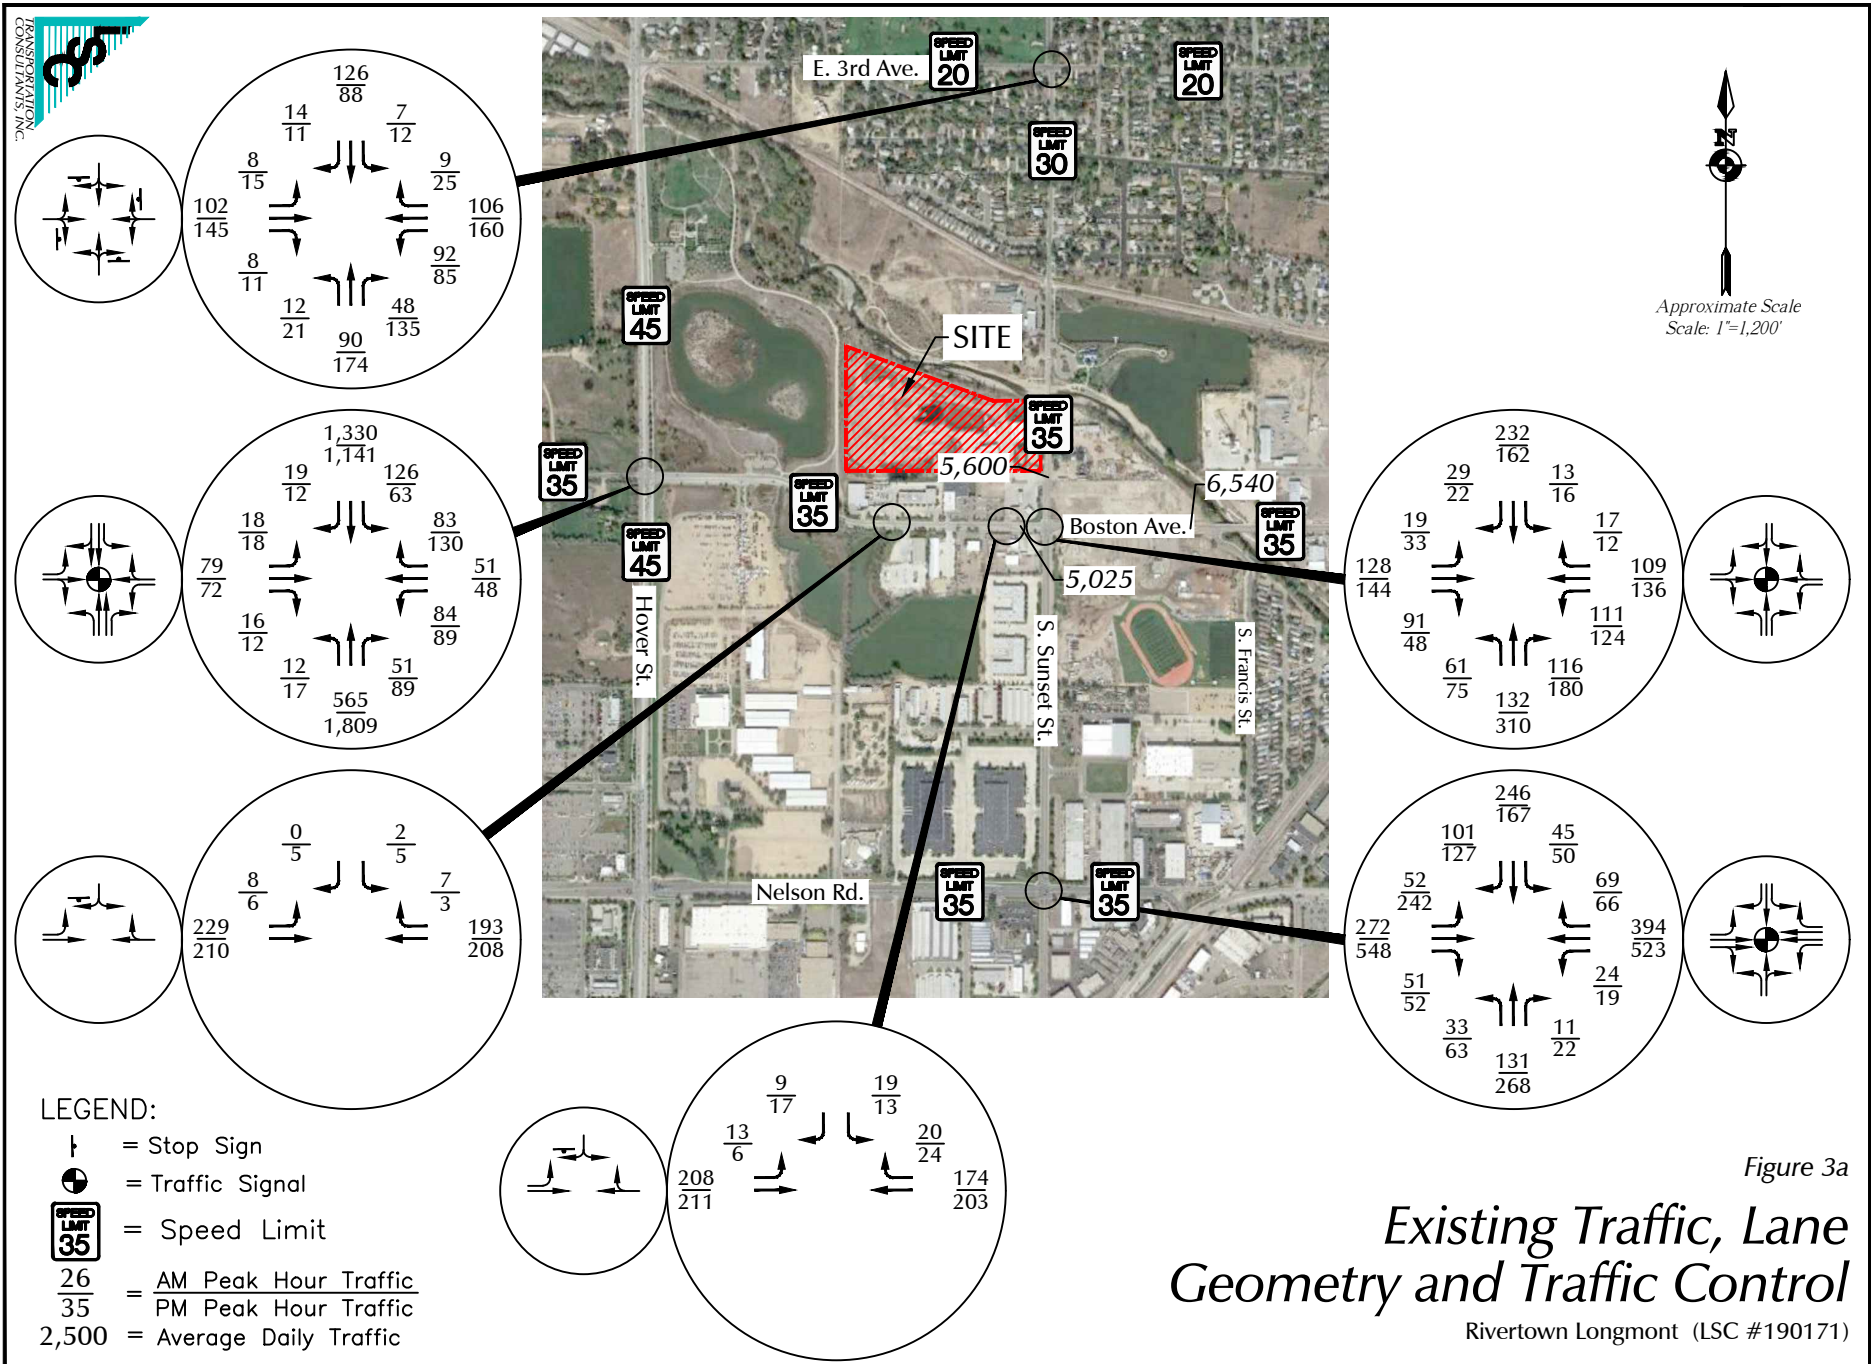 LSC
TRANSPORTATION
CONSULTANTS, INC.
E. 3rd Ave.
SPEED
LIMIT
20
SPEED
LIMIT
20
SPEED
LIMIT
30
N
Approximate Scale
Scale: 1"=1,200'
126
88
14
11
7
12
8
15
9
25
102
145
106
160
8
11
92
85
12
21
48
135
90
174
SPEED
LIMIT
45
SITE
SPEED
LIMIT
35
5,600
6,540
SPEED
LIMIT
35
SPEED
LIMIT
35
Boston Ave.
SPEED
LIMIT
35
SPEED
LIMIT
45
5,025
Hover St.
S. Sunset St.
S. Francis St.
1,330
1,141
19
12
126
63
18
18
83
130
79
72
51
48
16
12
84
89
12
17
51
89
565
1,809
232
162
29
22
13
16
19
33
17
12
128
144
109
136
91
48
111
124
61
75
116
180
132
310
0
5
2
5
8
6
7
3
229
210
193
208
Nelson Rd.
SPEED
LIMIT
35
SPEED
LIMIT
35
246
167
101
127
45
50
52
242
69
66
272
548
394
523
51
52
24
19
33
63
11
22
131
268
9
17
19
13
13
6
20
24
208
211
174
203
LEGEND:
= Stop Sign
= Traffic Signal
SPEED
LIMIT
35
= Speed Limit
26
35
= AM Peak Hour Traffic
PM Peak Hour Traffic
2,500 = Average Daily Traffic
Figure 3a
Existing Traffic, Lane
Geometry and Traffic Control
Rivertown Longmont (LSC #190171)